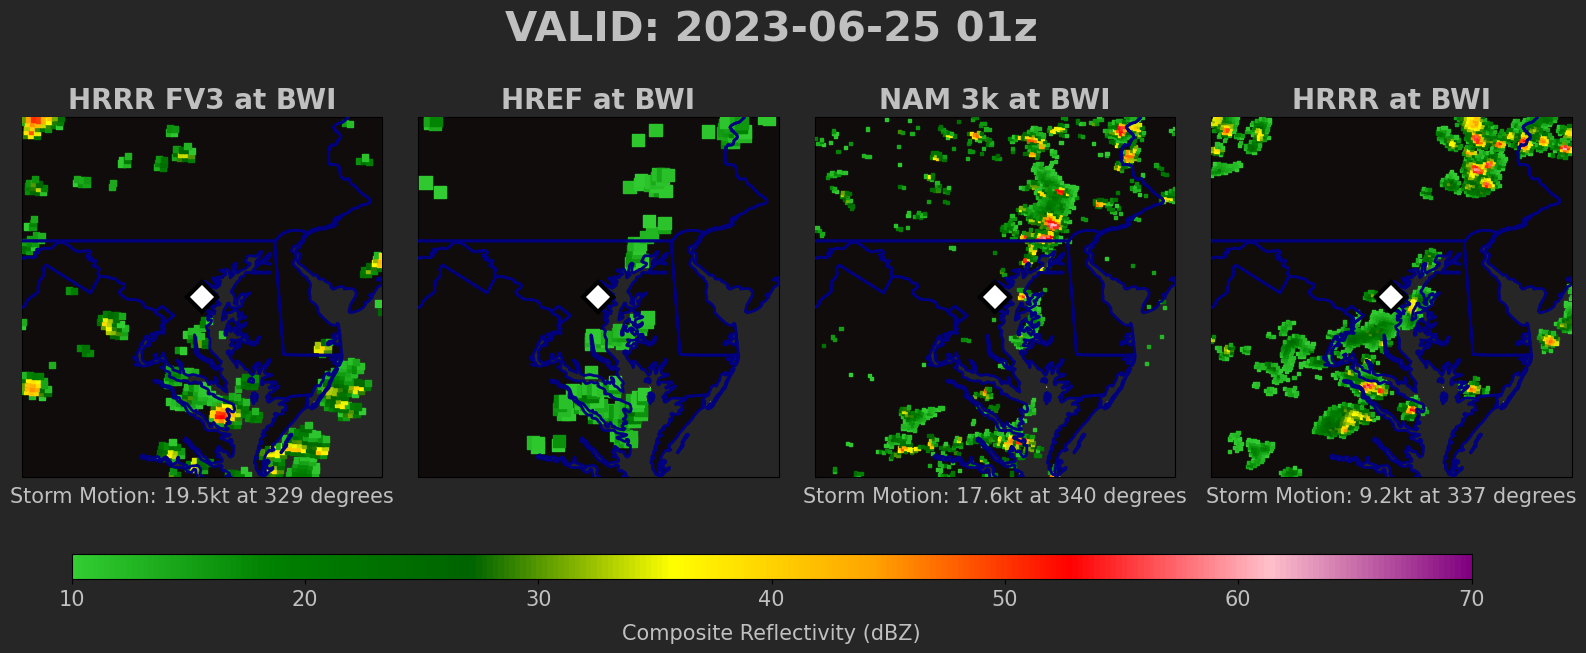 VALID: 2023-06-25 01z
HRRR FV3 at BWI
HREF at BWI
NAM 3k at BWI
HRRR at BWI
Storm Motion: 19.5kt at 329 degrees
Storm Motion: 17.6kt at 340 degrees
Storm Motion: 9.2kt at 337 degrees
10 20 30 40 50 60 70
Composite Reflectivity (dBZ)